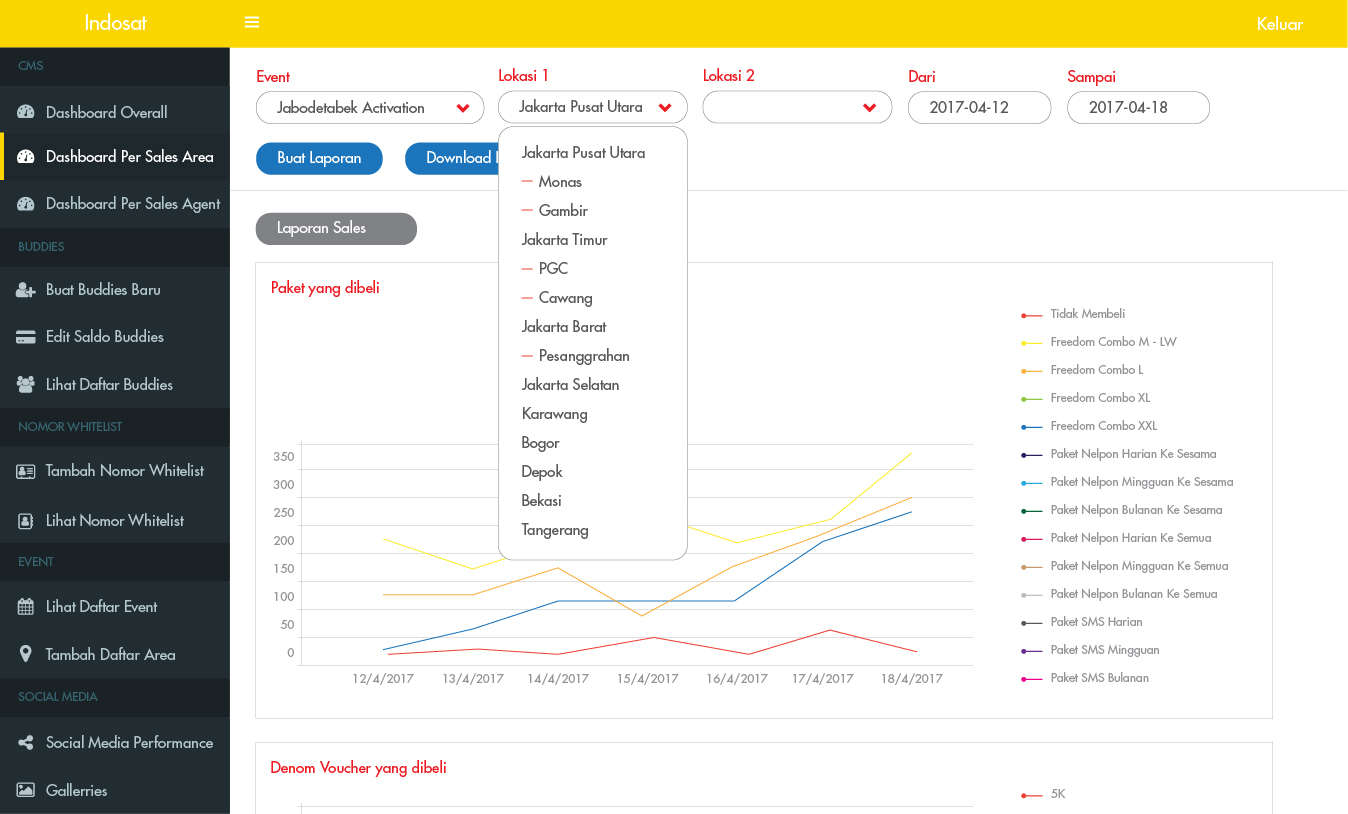 Indosat
Keluar
CMS
Dashboard Overall
Dashboard Per Sales Area
Dashboard Per Sales Agent
BUDDIES
Buat Buddies Baru
Edit Saldo Buddies
Lihat Daftar Buddies
NOMOR WHITELIST
Tambah Nomor Whitelist
Lihat Nomor Whitelist
EVENT
Lihat Daftar Event
Tambah Daftar Area
SOCIAL MEDIA
Social Media Performance
Gallerries
Event
Lokasi 1
Lokasi 2
Dari
Sampai
Jabodetabek Activation
Jakarta Pusat Utara
2017-04-12
2017-04-18
Buat Laporan
Download
Jakarta Pusat Utara
— Monas
— Gambir
Jakarta Timur
— PGC
— Cawang
Jakarta Barat
— Pesanggrahan
Jakarta Selatan
Karawang
Bogor
Depok
Bekasi
Tangerang
Laporan Sales
Paket yang dibeli
350
300
250
200
150
100
50
0
12/4/2017
13/4/2017
14/4/2017
15/4/2017
16/4/2017
17/4/2017
18/4/2017
Tidak Membeli
Freedom Combo M - LW
Freedom Combo L
Freedom Combo XL
Freedom Combo XXL
Paket Nelpon Harian Ke Sesama
Paket Nelpon Mingguan Ke Sesama
Paket Nelpon Bulanan Ke Sesama
Paket Nelpon Harian Ke Semua
Paket Nelpon Mingguan Ke Semua
Paket Nelpon Bulanan Ke Semua
Paket SMS Harian
Paket SMS Mingguan
Paket SMS Bulanan
Denom Voucher yang dibeli
5K